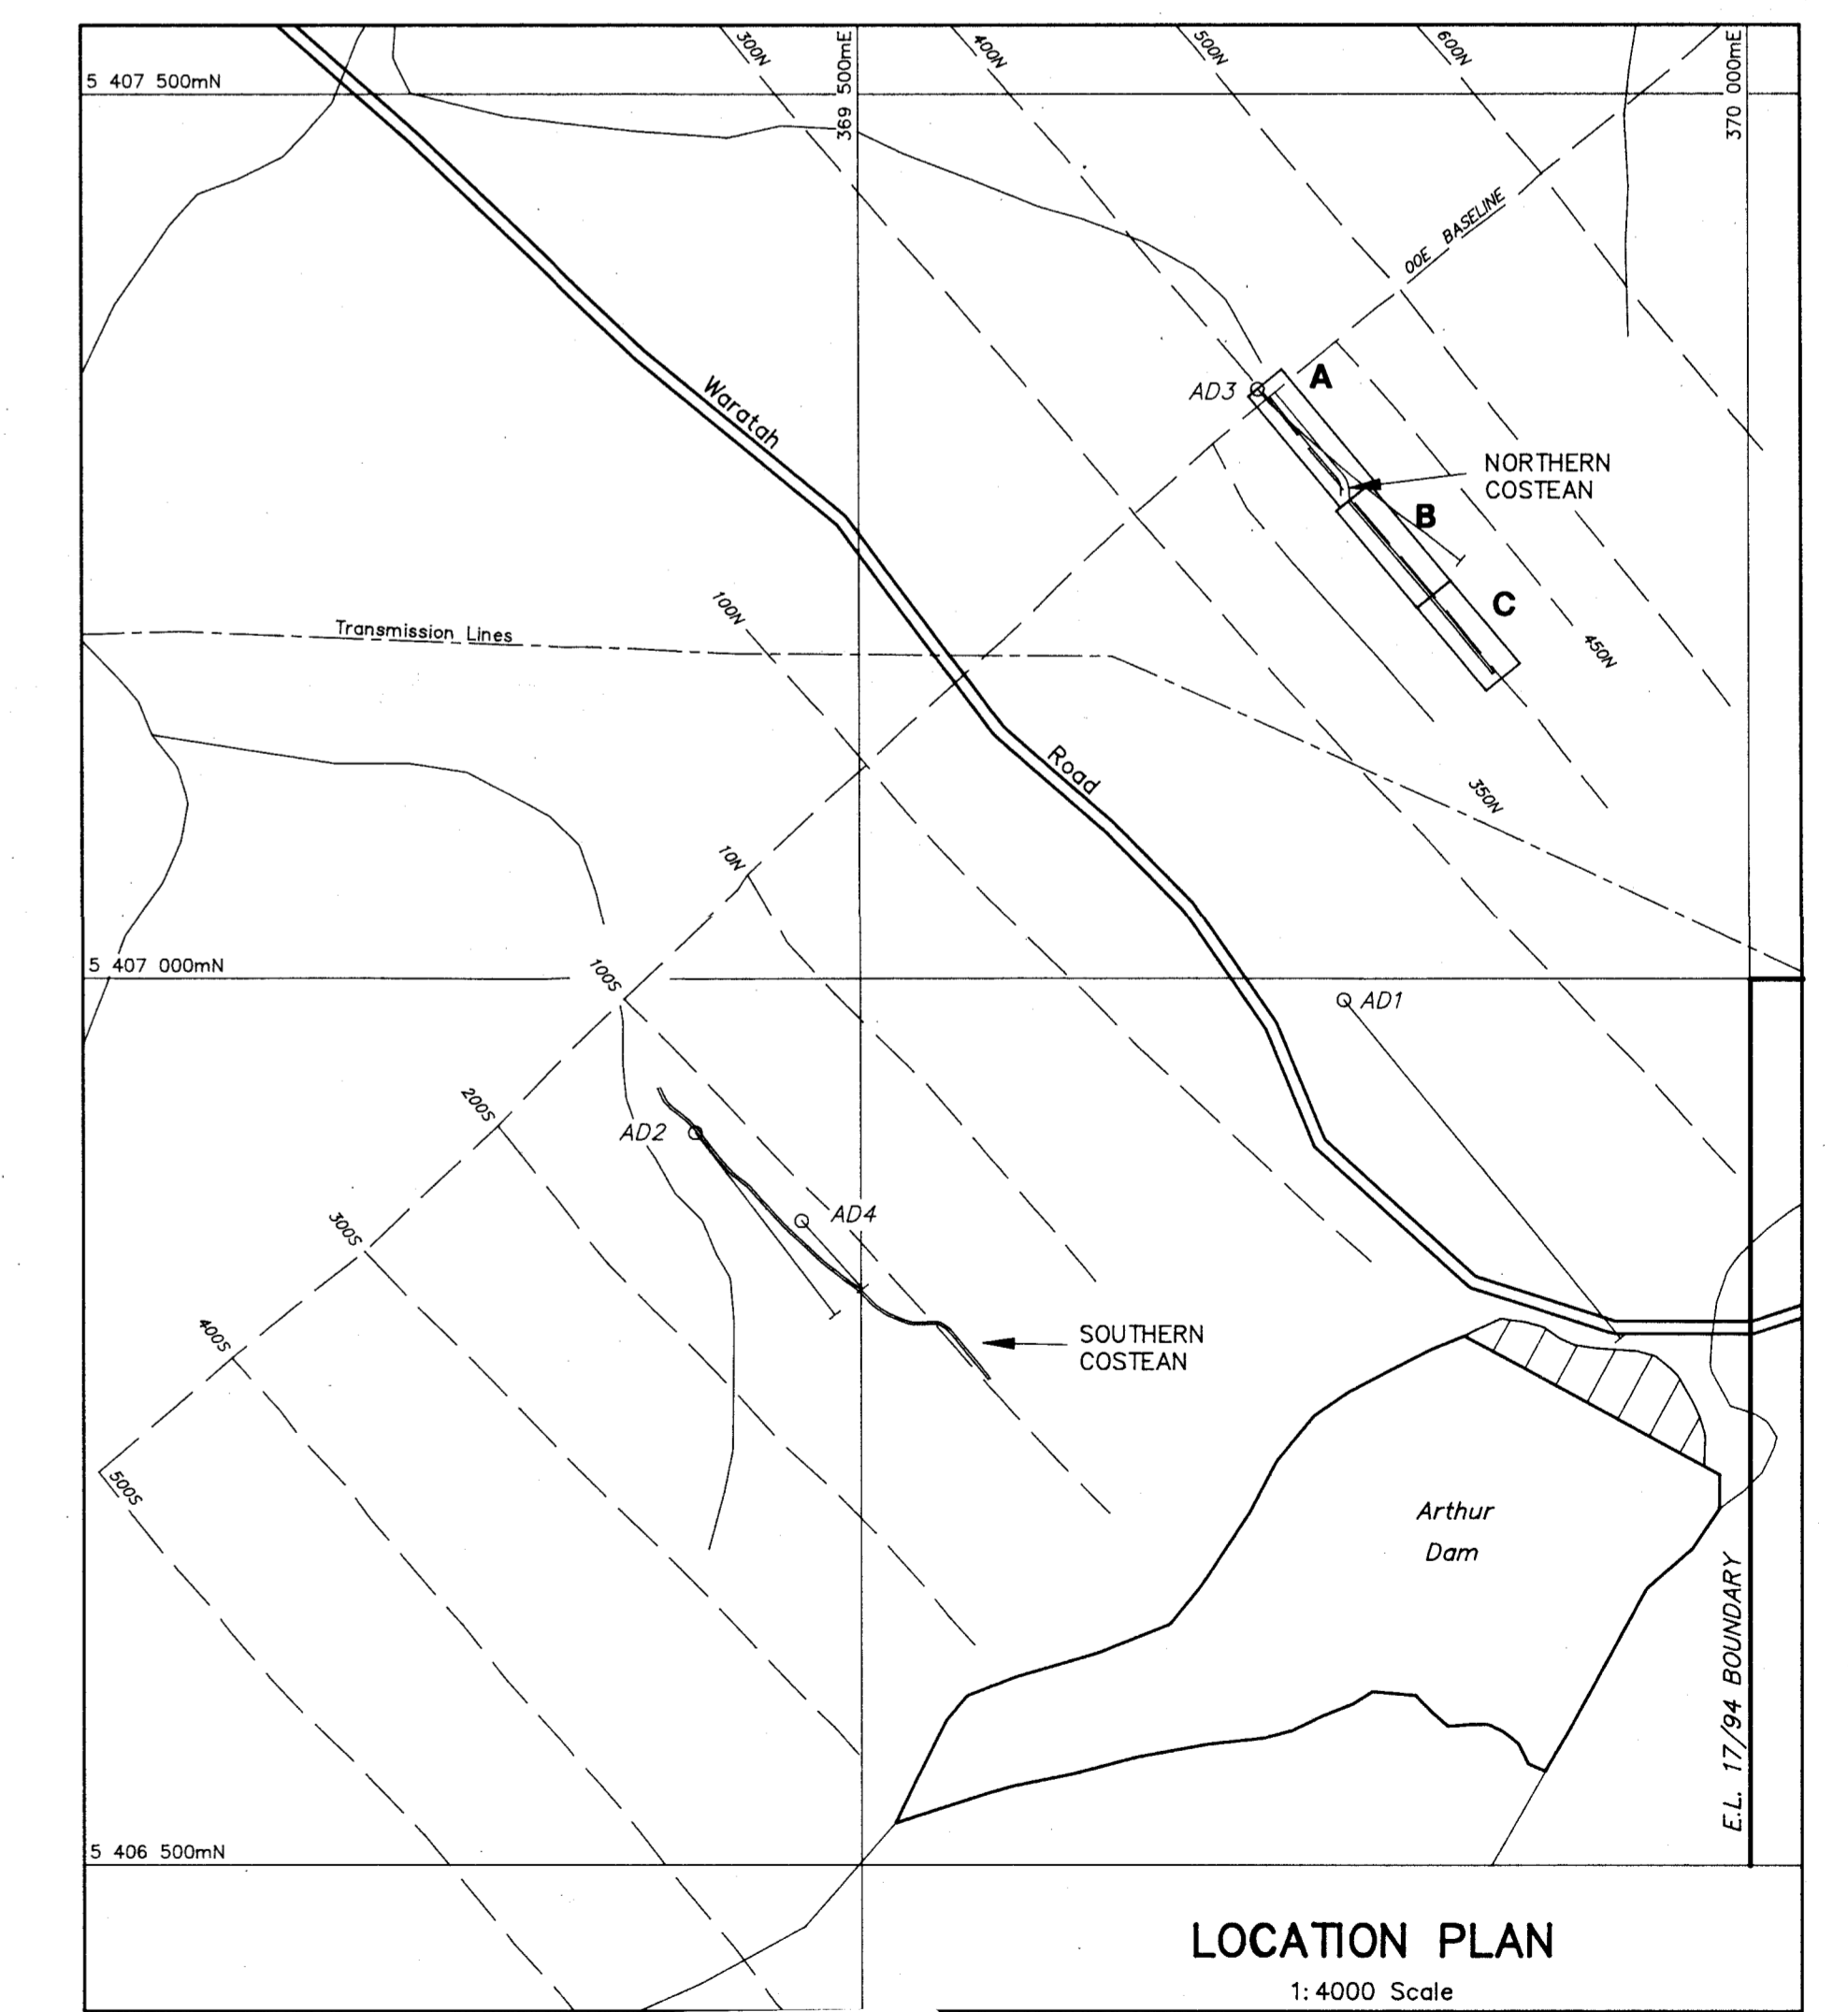 300N
400N
500N
600N
5 407 500mN
369 500mE
370 000mE
00E BASELINE
A
AD3
NORTHERN
COSTEAN
B
C
Waratah
100N
Transmission Lines
450N
Road
350N
10N
5 407 000mN
100S
AD1
200S
AD2
AD4
300S
400S
SOUTHERN
COSTEAN
500S
Arthur
Dam
E.L. 17/94 BOUNDARY
5 406 500mN
LOCATION PLAN
1:4000 Scale